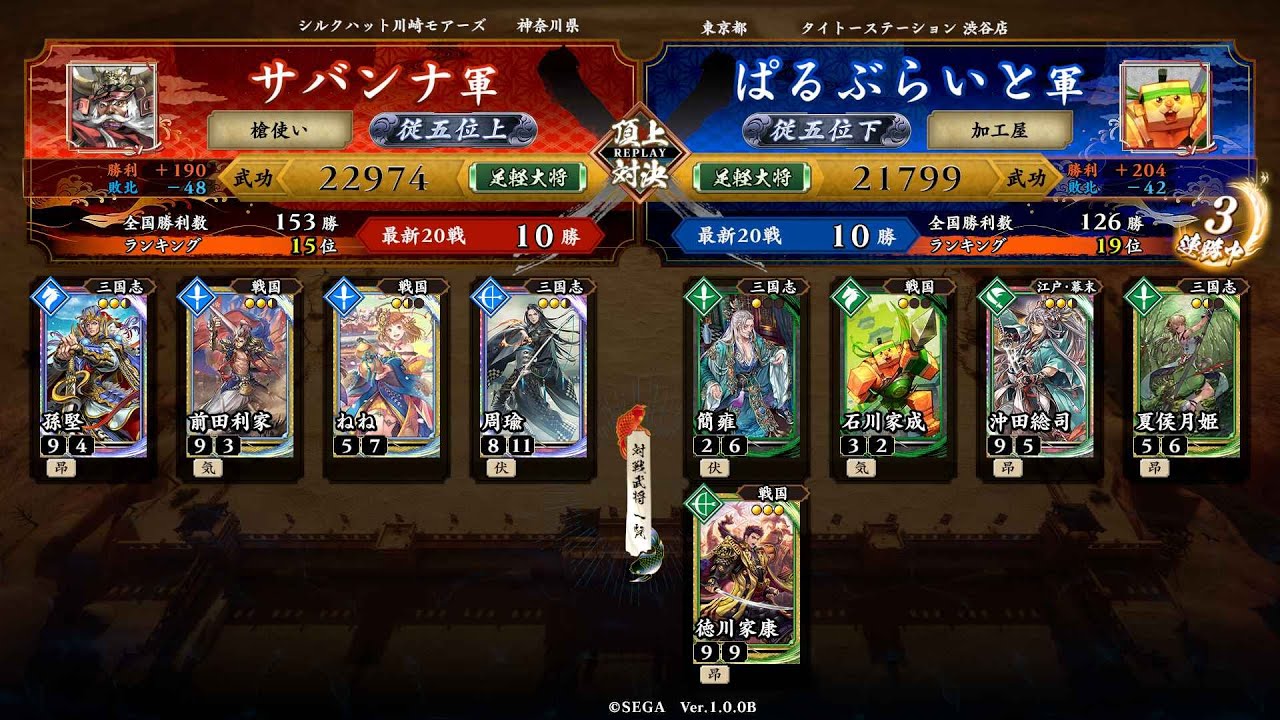 シルクハット川崎モアーズ 神奈川県
東京都 タイトーステーション 渋谷店
サバンナ軍
槍使い
従五位上
勝利 +190
敗北 -48
武功 22974 足軽大将
全国勝利数 153勝
ランキング 15位
最新20戦 10勝
頂上
REPLAY
対決
ぱるぶらいと軍
従五位下
加工屋
足軽大将 21799 武功
勝利 +204
敗北 -42
最新20戦 10勝
全国勝利数 126勝
ランキング 19位
3
連勝中
三国志
孫堅
9 4
昂
戦国
前田利家
9 3
気
戦国
ねね
5 7
三国志
周瑜
8 11
伏
対戦武将一覧
三国志
簡雍
2 6
伏
戦国
石川家成
3 2
気
江戸・幕末
沖田総司
9 5
昂
三国志
夏侯月姫
5 6
昂
戦国
徳川家康
9 9
昂
©SEGA Ver.1.0.0B